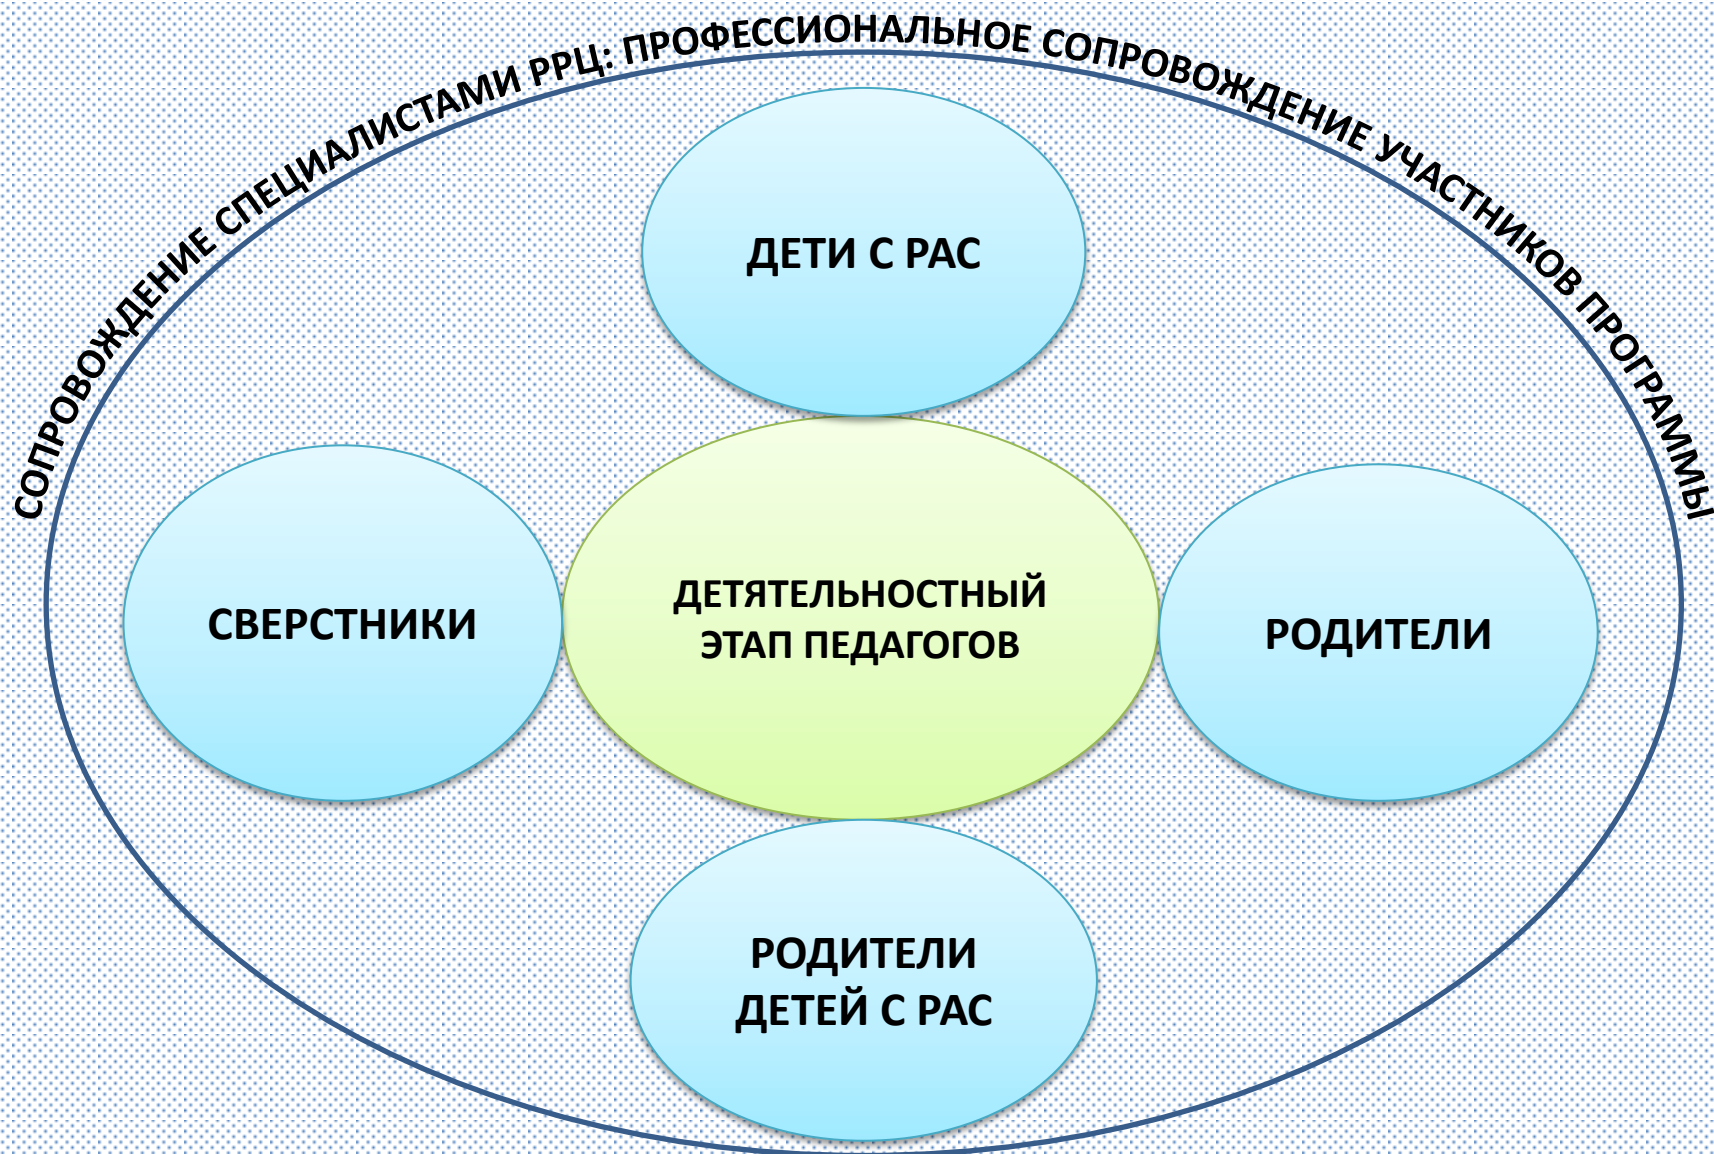 СОПРОВОЖДЕНИЕ СПЕЦИАЛИСТАМИ РРЦ: ПРОФЕССИОНАЛЬНОЕ СОПРОВОЖДЕНИЕ УЧАСТНИКОВ ПРОГРАММЫ
ДЕТИ С РАС
СВЕРСТНИКИ
ДЕТЯТЕЛЬНОСТНЫЙ
ЭТАП ПЕДАГОГОВ
РОДИТЕЛИ
РОДИТЕЛИ
ДЕТЕЙ С РАС